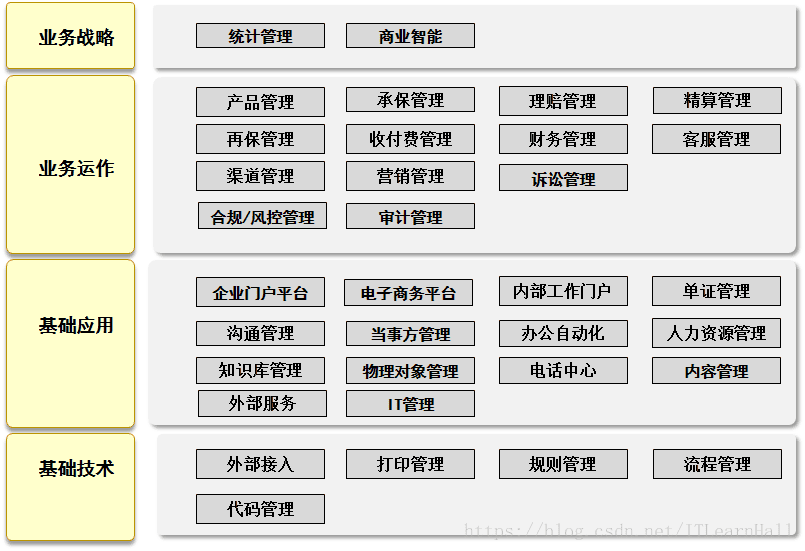 业务战略
统计管理 商业智能
业务运作
产品管理 承保管理 理赔管理 精算管理
再保管理 收付费管理 财务管理 客服管理
渠道管理 营销管理 诉讼管理
合规/风控管理 审计管理
基础应用
企业门户平台 电子商务平台 内部工作门户 单证管理
沟通管理 当事方管理 办公自动化 人力资源管理
知识库管理 物理对象管理 电话中心 内容管理
外部服务 IT管理
基础技术
外部接入 打印管理 规则管理 流程管理
代码管理
https://blog.csdn.net/ITLearnHall